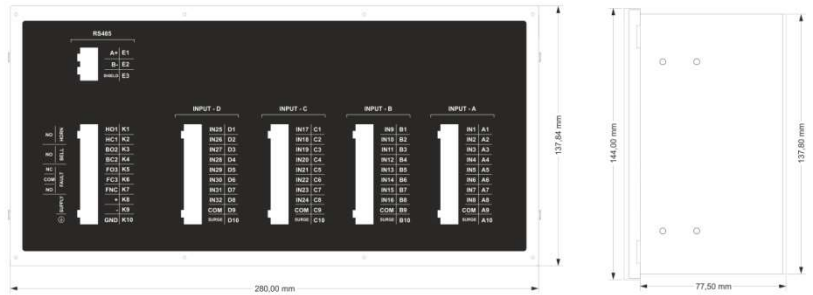 RS485
A+ E1
B- E2
SHIELD E3
INPUT - D
INPUT - C
INPUT - B
INPUT - A
NO HORN HO1 K1
HC1 K2
NO BELL BO2 K3
BC2 K4
NC FAULT FO3 K5
COM FC3 K6
NO FNC K7
SUPPLY + K8
- K9
GND K10
IN25 D1
IN26 D2
IN27 D3
IN28 D4
IN29 D5
IN30 D6
IN31 D7
IN32 D8
COM D9
SURGE D10
IN17 C1
IN18 C2
IN19 C3
IN20 C4
IN21 C5
IN22 C6
IN23 C7
IN24 C8
COM C9
SURGE C10
IN9 B1
IN10 B2
IN11 B3
IN12 B4
IN13 B5
IN14 B6
IN15 B7
IN16 B8
COM B9
SURGE B10
IN1 A1
IN2 A2
IN3 A3
IN4 A4
IN5 A5
IN6 A6
IN7 A7
IN8 A8
COM A9
SURGE A10
137,84 mm
280,00 mm
144,00 mm
137,80 mm
77,50 mm